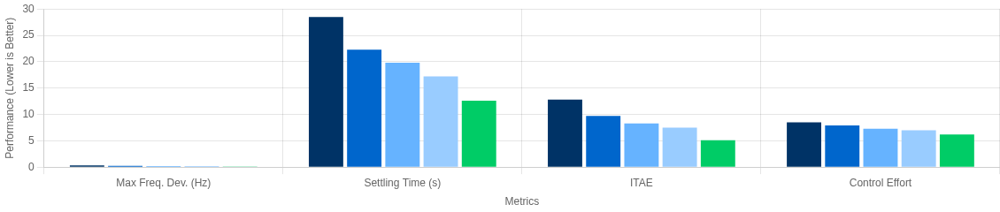 Performance (Lower is Better)
30
25
20
15
10
5
0
Max Freq. Dev. (Hz)
Settling Time (s)
ITAE
Control Effort
Metrics